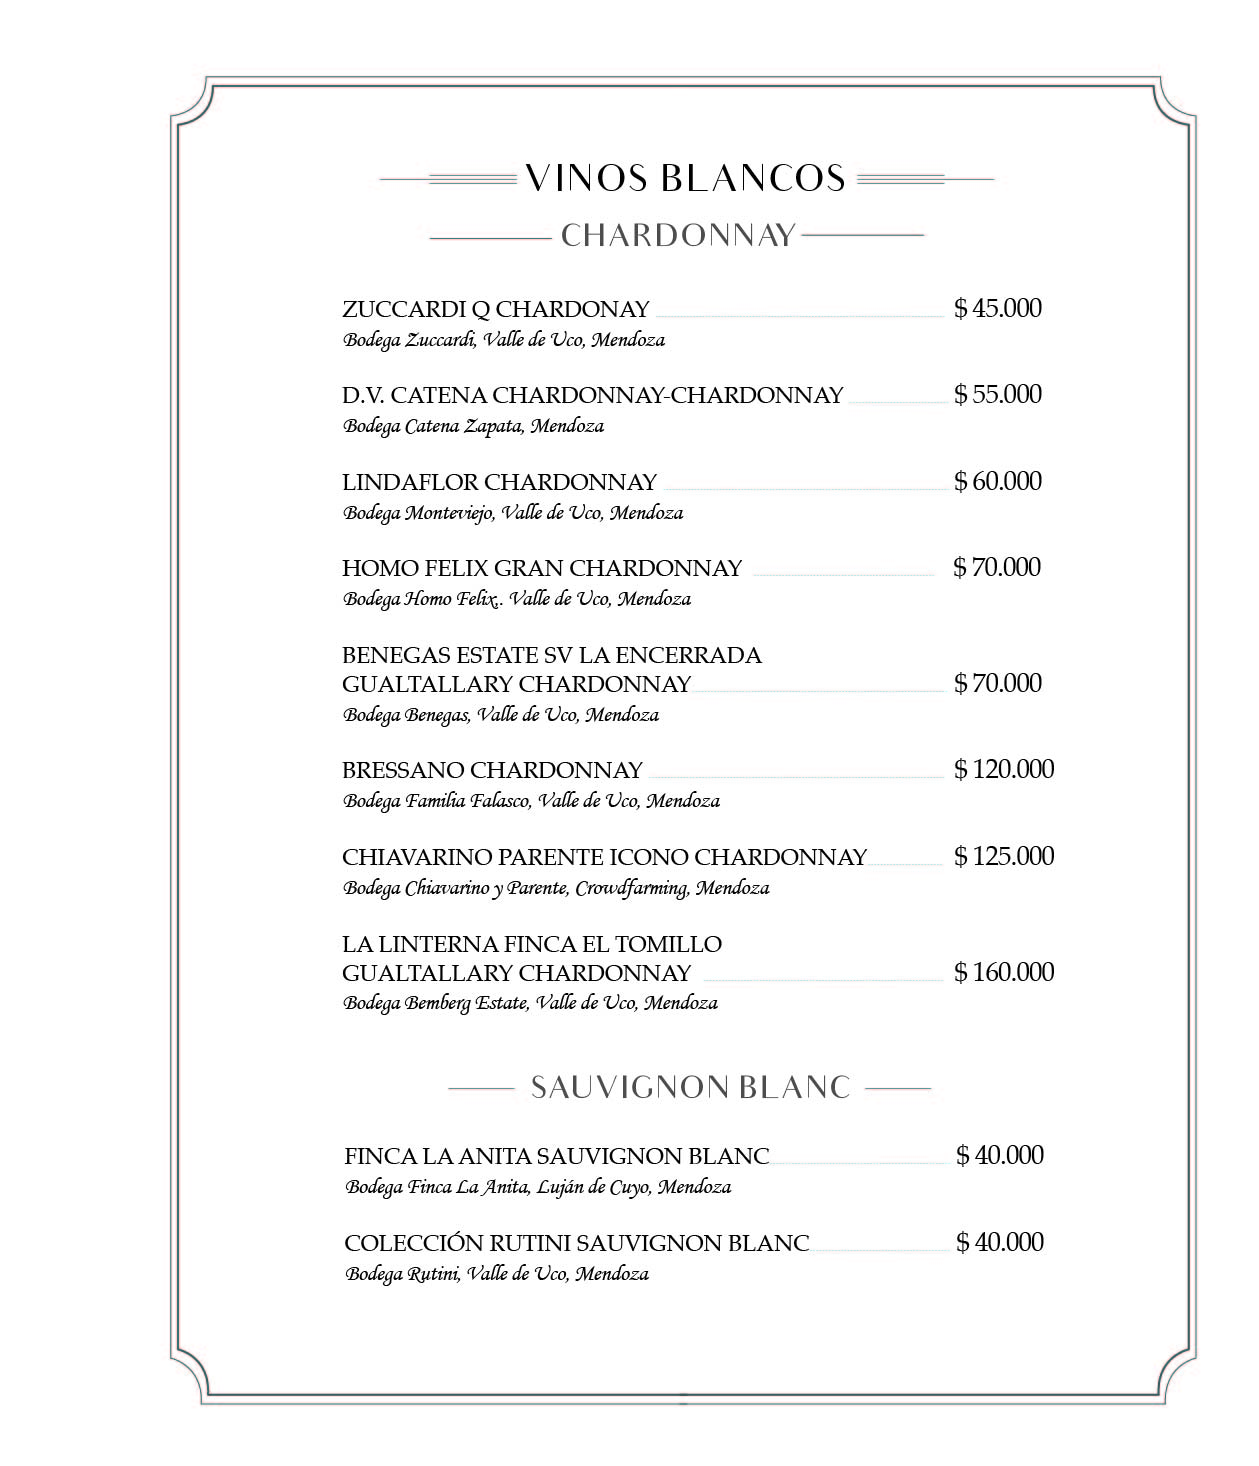 VINOS BLANCOS
CHARDONNAY
ZUCCARDI Q CHARDONAY $ 45.000
Bodega Zuccardi, Valle de Uco, Mendoza
D.V. CATENA CHARDONNAY-CHARDONNAY $ 55.000
Bodega Catena Zapata, Mendoza
LINDAFLOR CHARDONNAY $ 60.000
Bodega Monteviejo, Valle de Uco, Mendoza
HOMO FELIX GRAN CHARDONNAY $ 70.000
Bodega Homo Felix.. Valle de Uco, Mendoza
BENEGAS ESTATE SV LA ENCERRADA
GUALTALLARY CHARDONNAY $ 70.000
Bodega Benegas, Valle de Uco, Mendoza
BRESSANO CHARDONNAY $ 120.000
Bodega Familia Falasco, Valle de Uco, Mendoza
CHIAVARINO PARENTE ICONO CHARDONNAY $ 125.000
Bodega Chiavarino y Parente, Crowdfarming, Mendoza
LA LINTERNA FINCA EL TOMILLO
GUALTALLARY CHARDONNAY $ 160.000
Bodega Bemberg Estate, Valle de Uco, Mendoza
SAUVIGNON BLANC
FINCA LA ANITA SAUVIGNON BLANC $ 40.000
Bodega Finca La Anita, Luján de Cuyo, Mendoza
COLECCIÓN RUTINI SAUVIGNON BLANC $ 40.000
Bodega Rutini, Valle de Uco, Mendoza